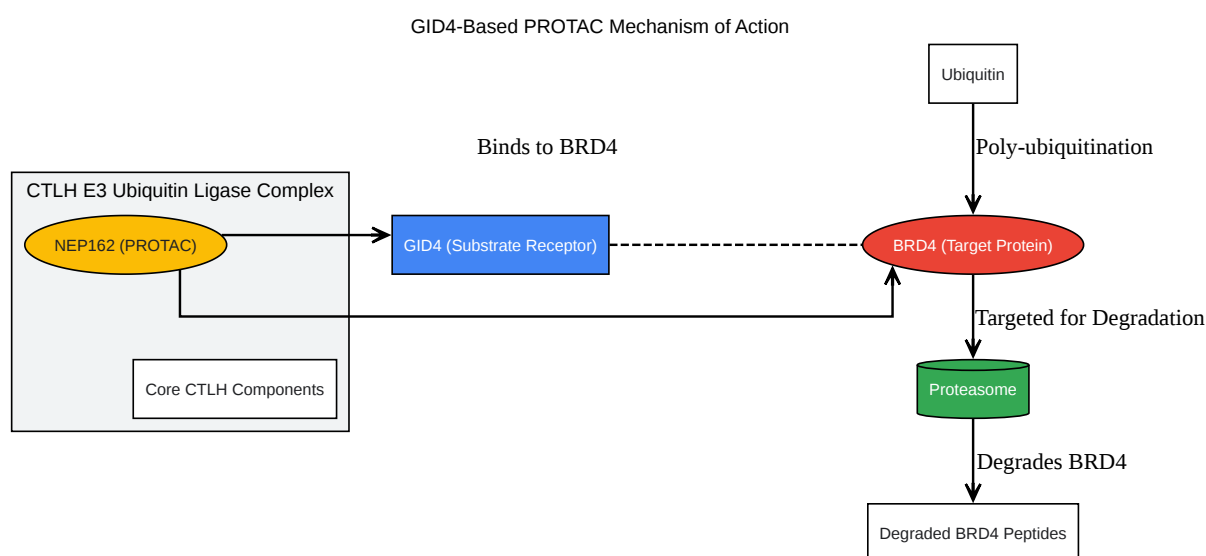 GID4-Based PROTAC Mechanism of Action
Ubiquitin
Binds to BRD4
Poly-ubiquitination
CTLH E3 Ubiquitin Ligase Complex
NEP162 (PROTAC)
GID4 (Substrate Receptor)
BRD4 (Target Protein)
Targeted for Degradation
Core CTLH Components
Proteasome
Degrades BRD4
Degraded BRD4 Peptides